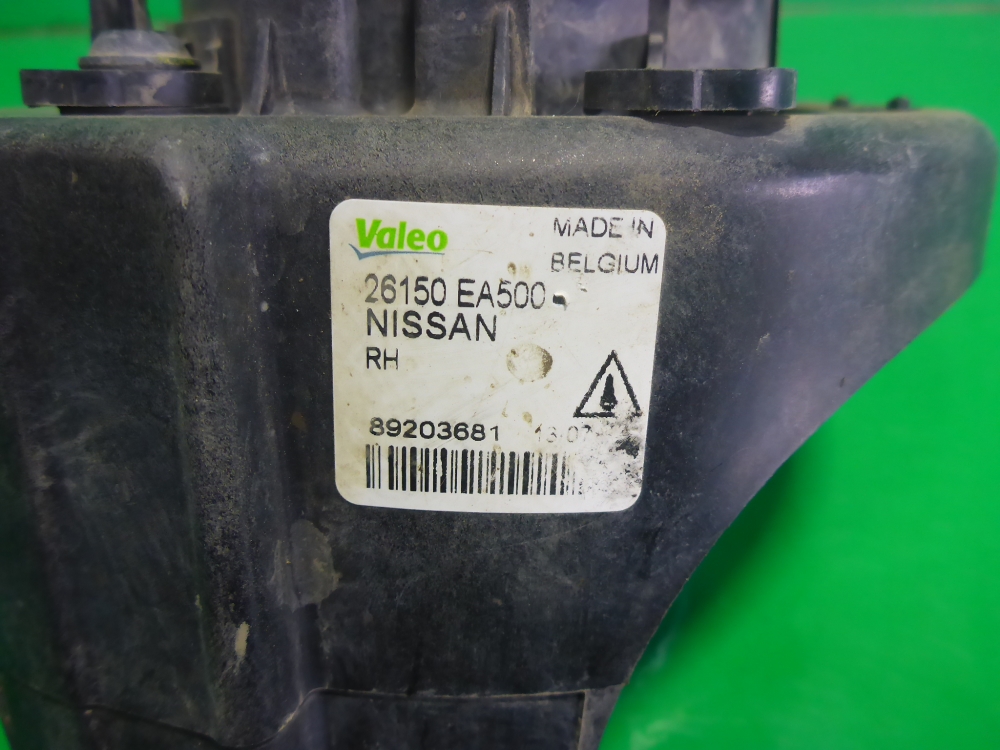 Valeo
MADE IN
BELGIUM
26150 EA500
NISSAN
RH
89203681